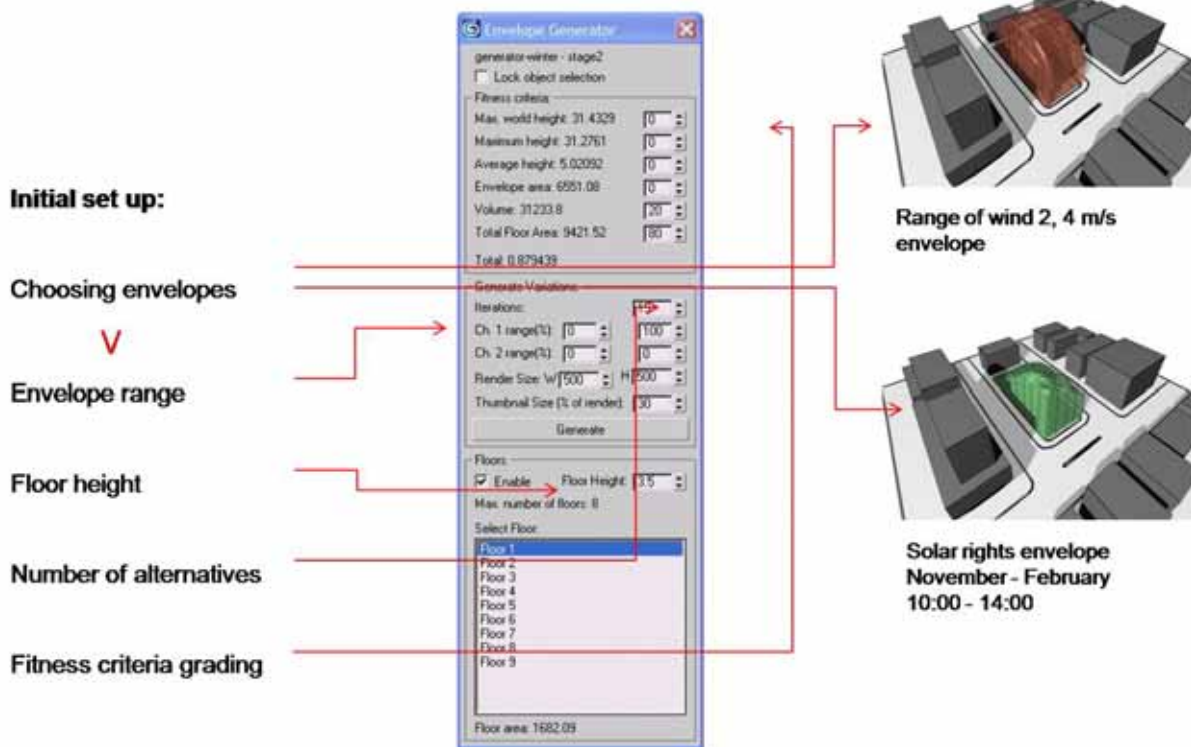 Initial set up:
Choosing envelopes
V
Envelope range
Floor height
Number of alternatives
Fitness criteria grading
Envelope Generator
generator-winter - stage2
Lock object selection
Fitness criteria
Max. world height: 31.4329 0
Maximum height: 31.2761 0
Average height: 5.02092 0
Envelope area: 6551.08 0
Volume: 31233.8 20
Total Floor Area: 9421.52 80
Total: 0.879439
Generate Variations
Iterations:
Ch. 1 range(%): 0 100
Ch. 2 range(%): 0 0
Render Size: W 500 H 500
Thumbnail Size (% of render): 30
Generate
Floors
Enable Floor Height: 3.5
Max. number of floors: 8
Select Floor:
Floor 1
Floor 2
Floor 3
Floor 4
Floor 5
Floor 6
Floor 7
Floor 8
Floor 9
Floor area: 1682.09
Range of wind 2, 4 m/s
envelope
Solar rights envelope
November - February
10:00 - 14:00